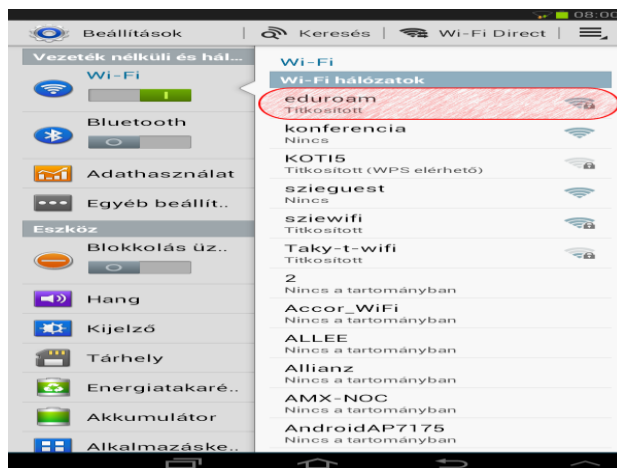 08:00
Beállítások
Keresés
Wi-Fi Direct
Vezeték nélküli és hál...
Wi-Fi
Bluetooth
Adathasználat
Egyéb beállít..
Eszköz
Blokkolás üz..
Hang
Kijelző
Tárhely
Energiatakaré..
Akkumulátor
Alkalmazáske..
Wi-Fi
Wi-Fi hálózatok
eduroam
Titkosított
konferencia
Nincs
KOTI5
Titkosított (WPS elérhető)
szieguest
Nincs
sziewifi
Titkosított
Taky-t-wifi
Titkosított
2
Nincs a tartományban
Accor_WiFi
Nincs a tartományban
ALLEE
Nincs a tartományban
Allianz
Nincs a tartományban
AMX-NOC
Nincs a tartományban
AndroidAP7175
Nincs a tartományban